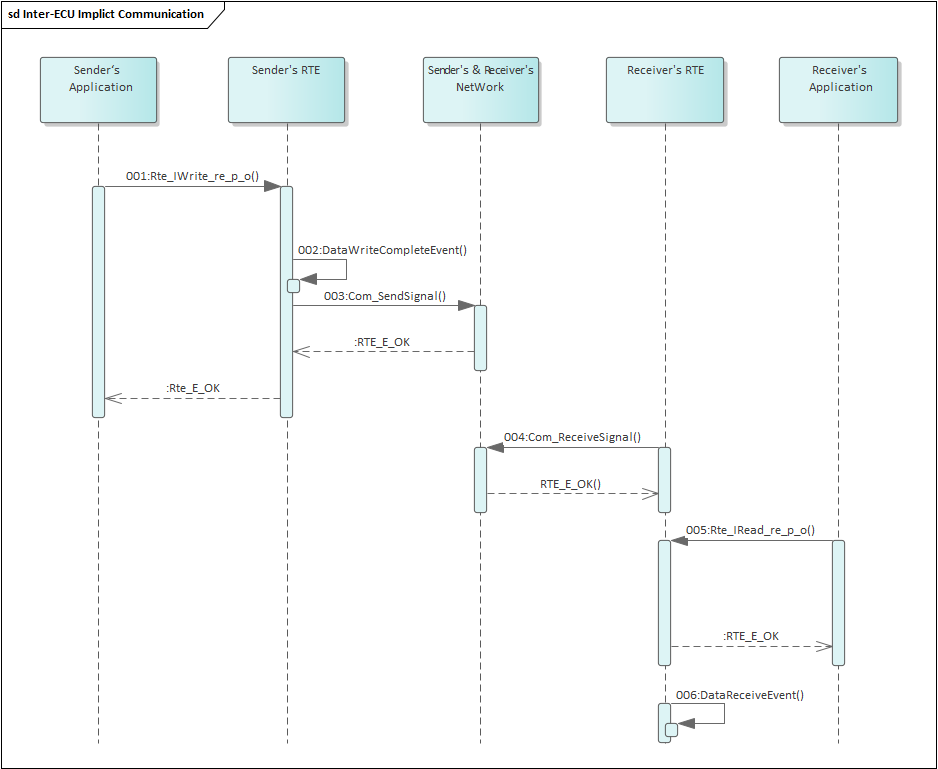 sd Inter-ECU Implict Communication
Sender's
Application
Sender's RTE
Sender's & Receiver's
NetWork
Receiver's RTE
Receiver's
Application
001:Rte_IWrite_re_p_o()
002:DataWriteCompleteEvent()
003:Com_SendSignal()
:RTE_E_OK
:Rte_E_OK
004:Com_ReceiveSignal()
RTE_E_OK()
005:Rte_IRead_re_p_o()
:RTE_E_OK
006:DataReceiveEvent()